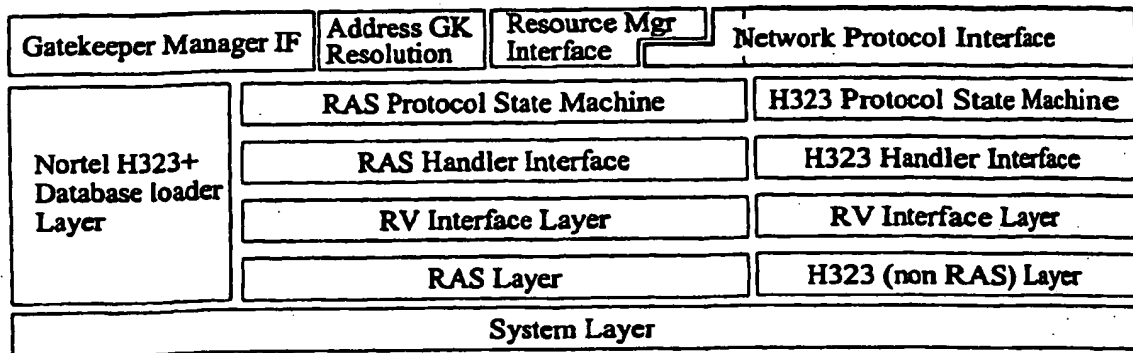 Gatekeeper Manager IF
Address GK
Resolution
Resource Mgr
Interface
Network Protocol Interface
Nortel H323+
Database loader
Layer
RAS Protocol State Machine
H323 Protocol State Machine
RAS Handler Interface
H323 Handler Interface
RV Interface Layer
RV Interface Layer
RAS Layer
H323 (non RAS) Layer
System Layer